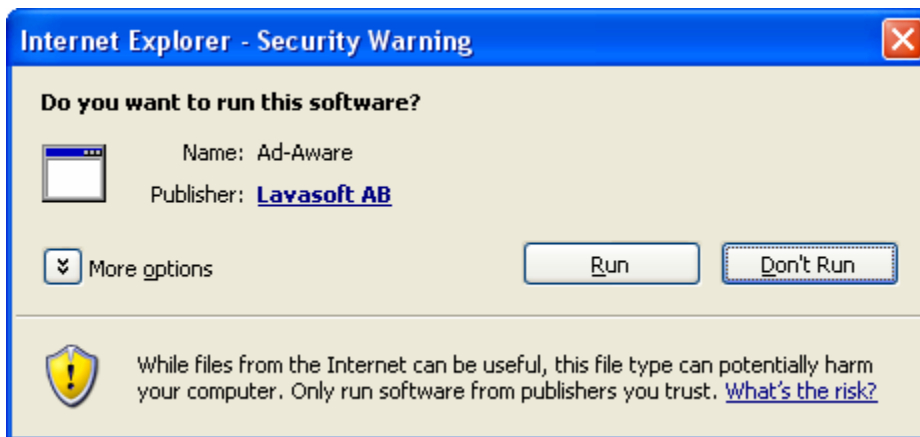 Internet Explorer - Security Warning
Do you want to run this software?
Name: Ad-Aware
Publisher: Lavasoft AB
More options
Run
Don't Run
While files from the Internet can be useful, this file type can potentially harm
your computer. Only run software from publishers you trust. What's the risk?